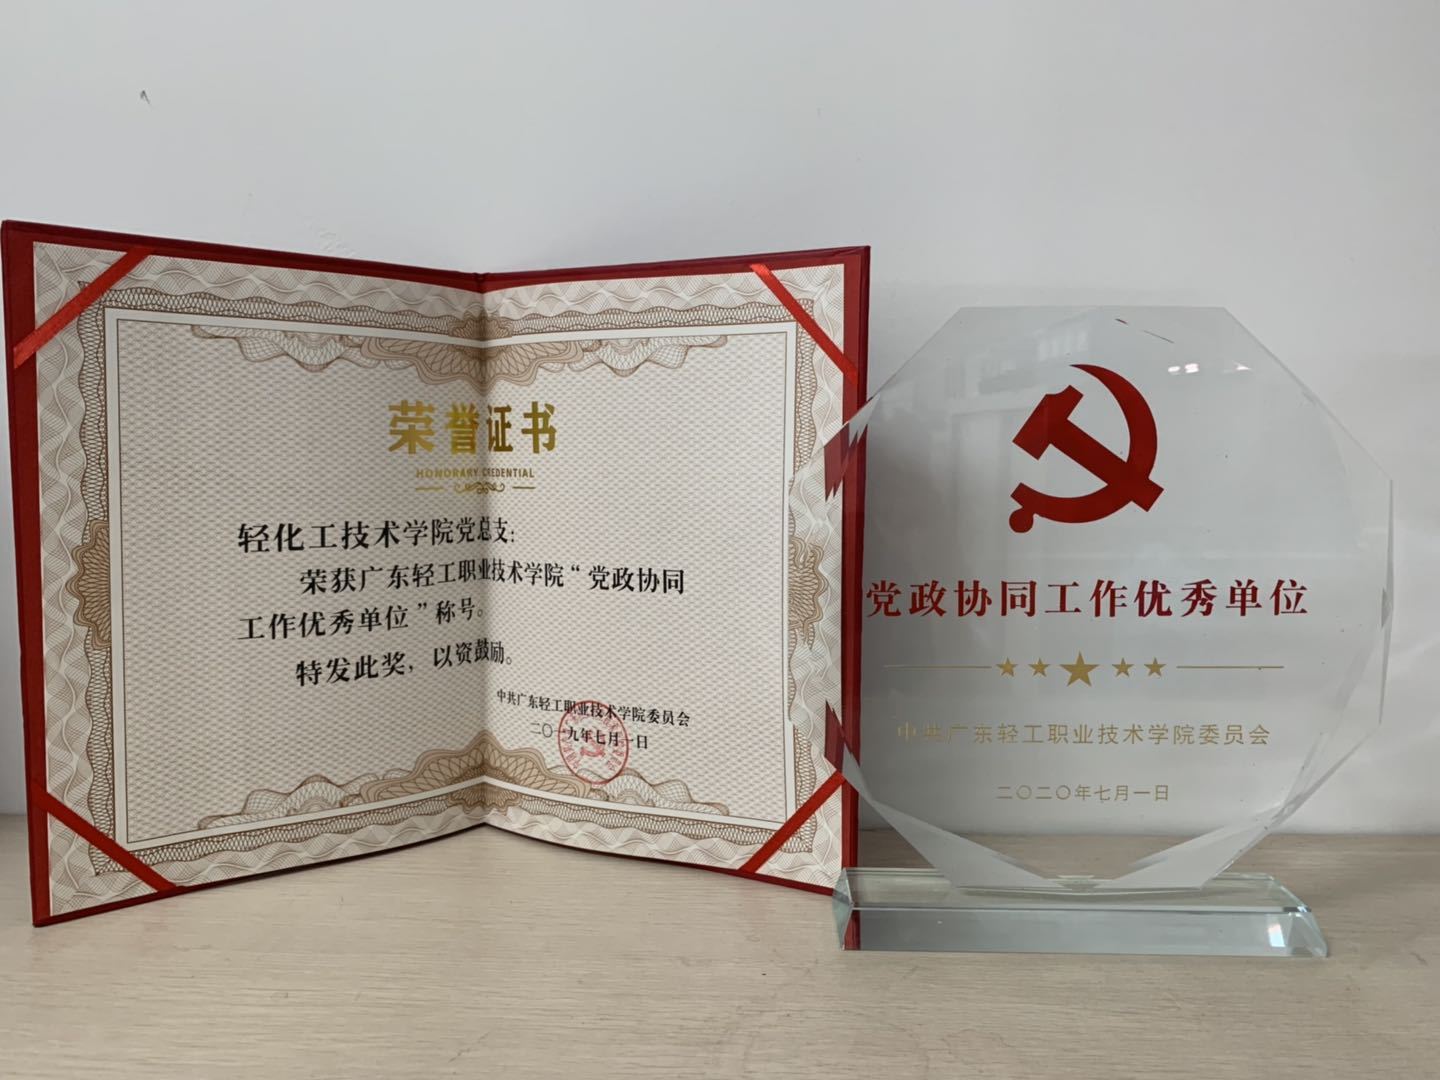 荣誉证书
HONORARY CREDENTIAL
轻化工技术学院党总支：
荣获广东轻工职业技术学院“党政协同
工作优秀单位”称号。
特发此奖，以资鼓励。
中共广东轻工职业技术学院委员会
二〇一九年七月一日
党政协同工作优秀单位
中共广东轻工职业技术学院委员会
二〇二〇年七月一日